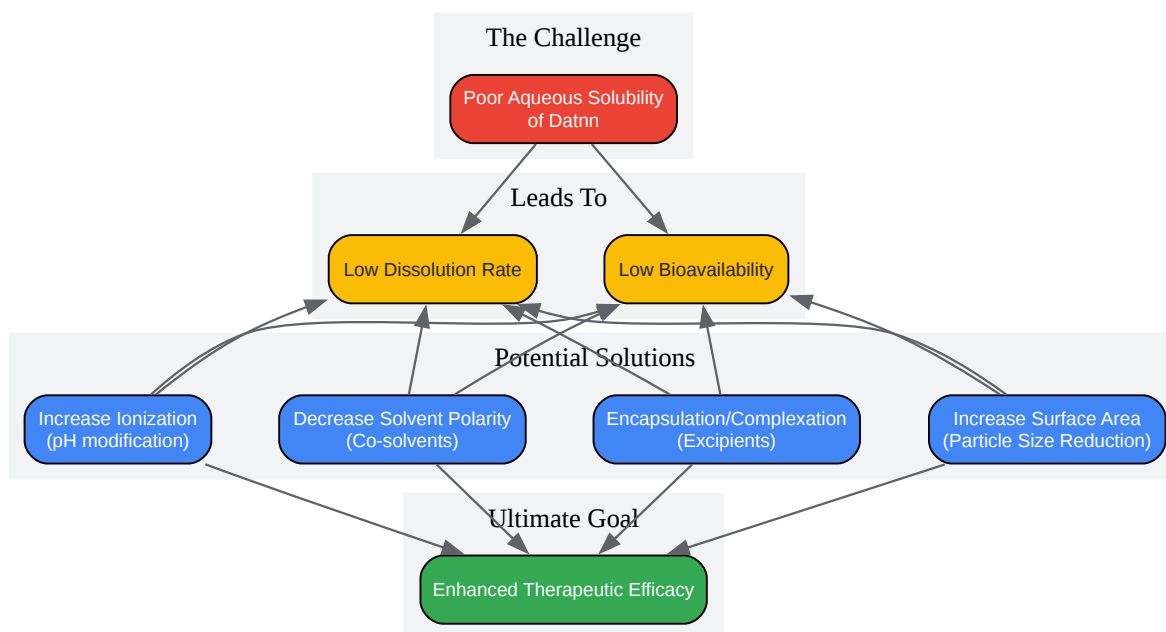 The Challenge
Poor Aqueous Solubility
of Datnn
Leads To
Low Dissolution Rate
Low Bioavailability
Potential Solutions
Increase Ionization
(pH modification)
Decrease Solvent Polarity
(Co-solvents)
Encapsulation/Complexation
(Excipients)
Increase Surface Area
(Particle Size Reduction)
Ultimate Goal
Enhanced Therapeutic Efficacy